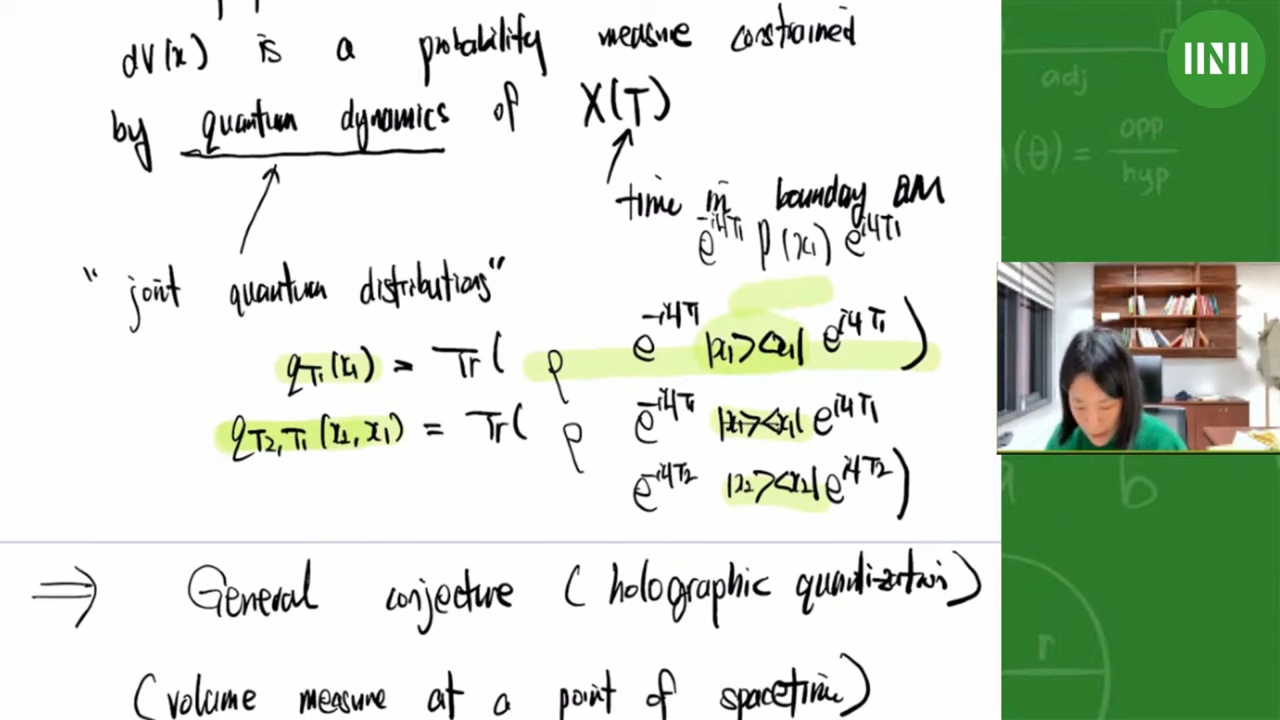 dV(x) is a probability measure constrained
by quantum dynamics of X(T)
time in boundary QM
e^{-iHT_1} P(x_1) e^{iHT_1}
"joint quantum distributions"
q_{T_1}(x_1) = Tr( ρ e^{-iHT_1} |x_1><x_1| e^{iHT_1} )
q_{T_2,T_1}(x_2,x_1) = Tr( ρ e^{-iHT_1} |x_1><x_1| e^{iHT_1}
e^{-iHT_2} |x_2><x_2| e^{iHT_2} )
⇒ General conjecture (holographic quantization)
(volume measure at a point of spacetime)
adj
(θ) = opp
hyp
b
r